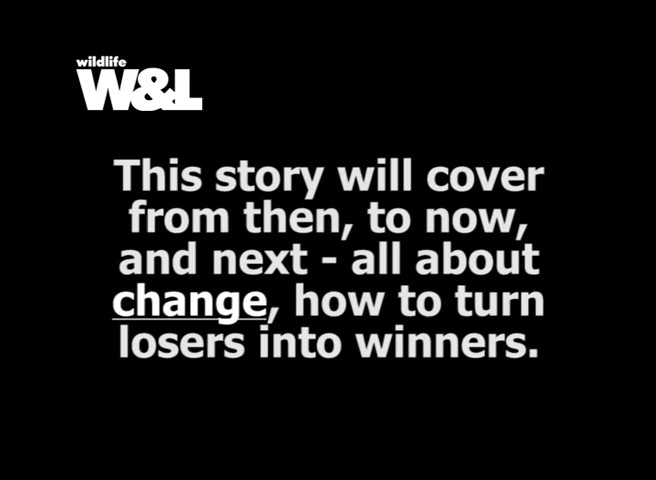 wildlife
W&L
This story will cover
from then, to now,
and next - all about
change, how to turn
losers into winners.